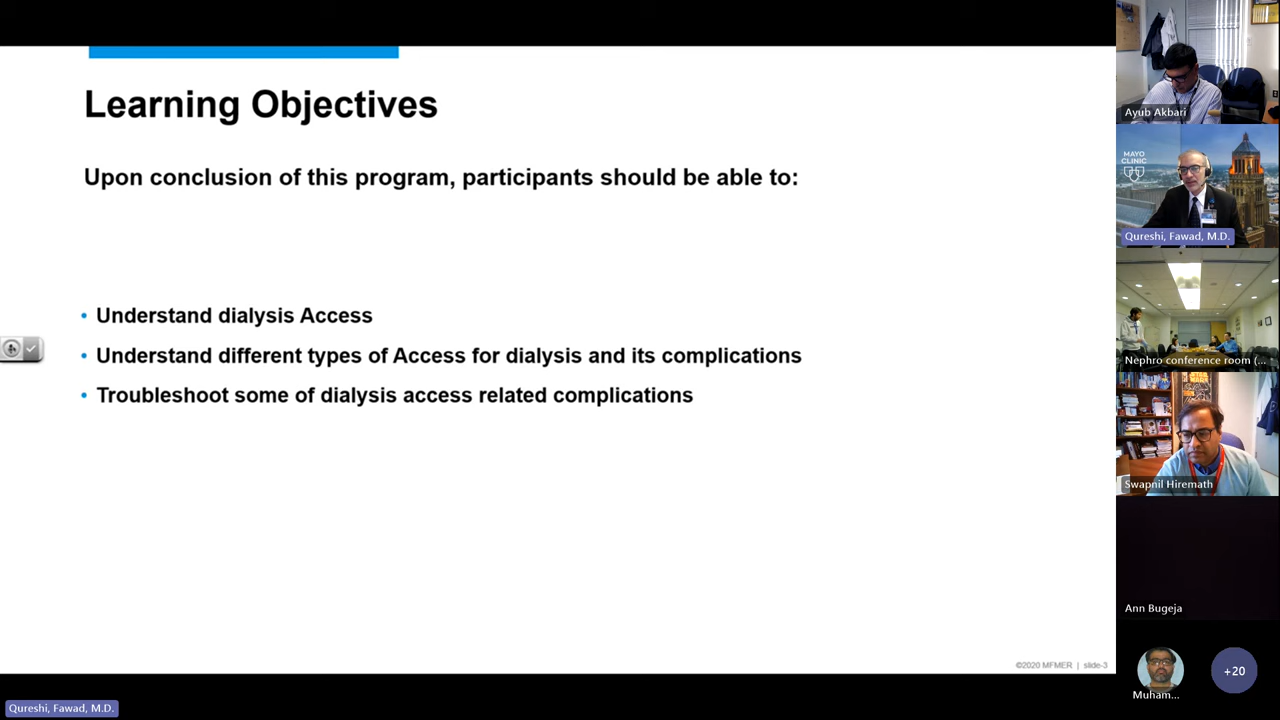 Learning Objectives
Upon conclusion of this program, participants should be able to:
• Understand dialysis Access
• Understand different types of Access for dialysis and its complications
• Troubleshoot some of dialysis access related complications
©2020 MFMER | slide-3
Qureshi, Fawad, M.D.
Ayub Akbari
MAYO
CLINIC
Qureshi, Fawad, M.D.
Nephro conference room (...
Swapnil Hiremath
Ann Bugeja
Muham...
+20